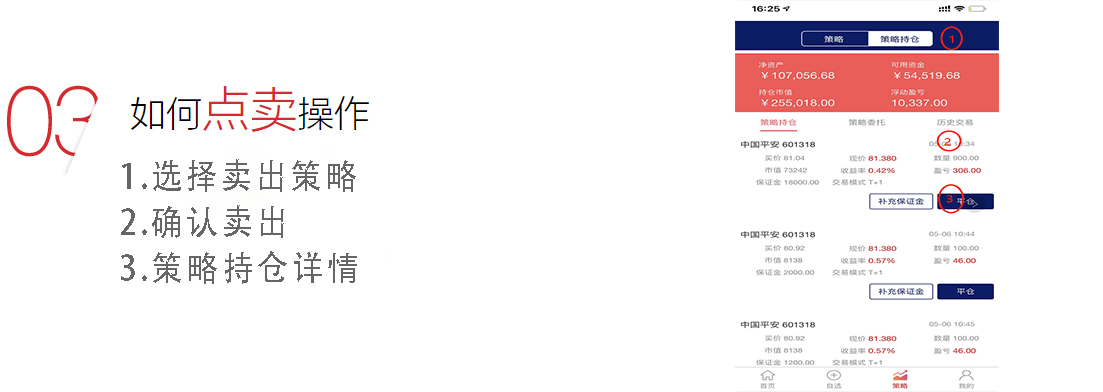 03
如何点卖操作
1.选择卖出策略
2.确认卖出
3.策略持仓详情
16:25
策略 策略持仓 1
净资产 可用资金
￥107,056.68 ￥54,519.68
持仓市值 浮动盈亏
￥255,018.00 10,337.00
策略持仓 策略委托 历史交易
中国平安 601318 2
买价 81.04 现价 81.380 数量 900.00
市值 73242 收益率 0.42% 盈亏 306.00
保证金 18000.00 交易模式 T+1
补充保证金 3 平仓
中国平安 601318 05-06 10:44
买价 80.92 现价 81.380 数量 100.00
市值 8138 收益率 0.57% 盈亏 46.00
保证金 2000.00 交易模式 T+1
补充保证金 平仓
中国平安 601318 05-06 10:45
买价 80.92 现价 81.380 数量 100.00
市值 8138 收益率 0.57% 盈亏 46.00
保证金 1200.00 交易模式 T+1
首页 自选 策略 我的